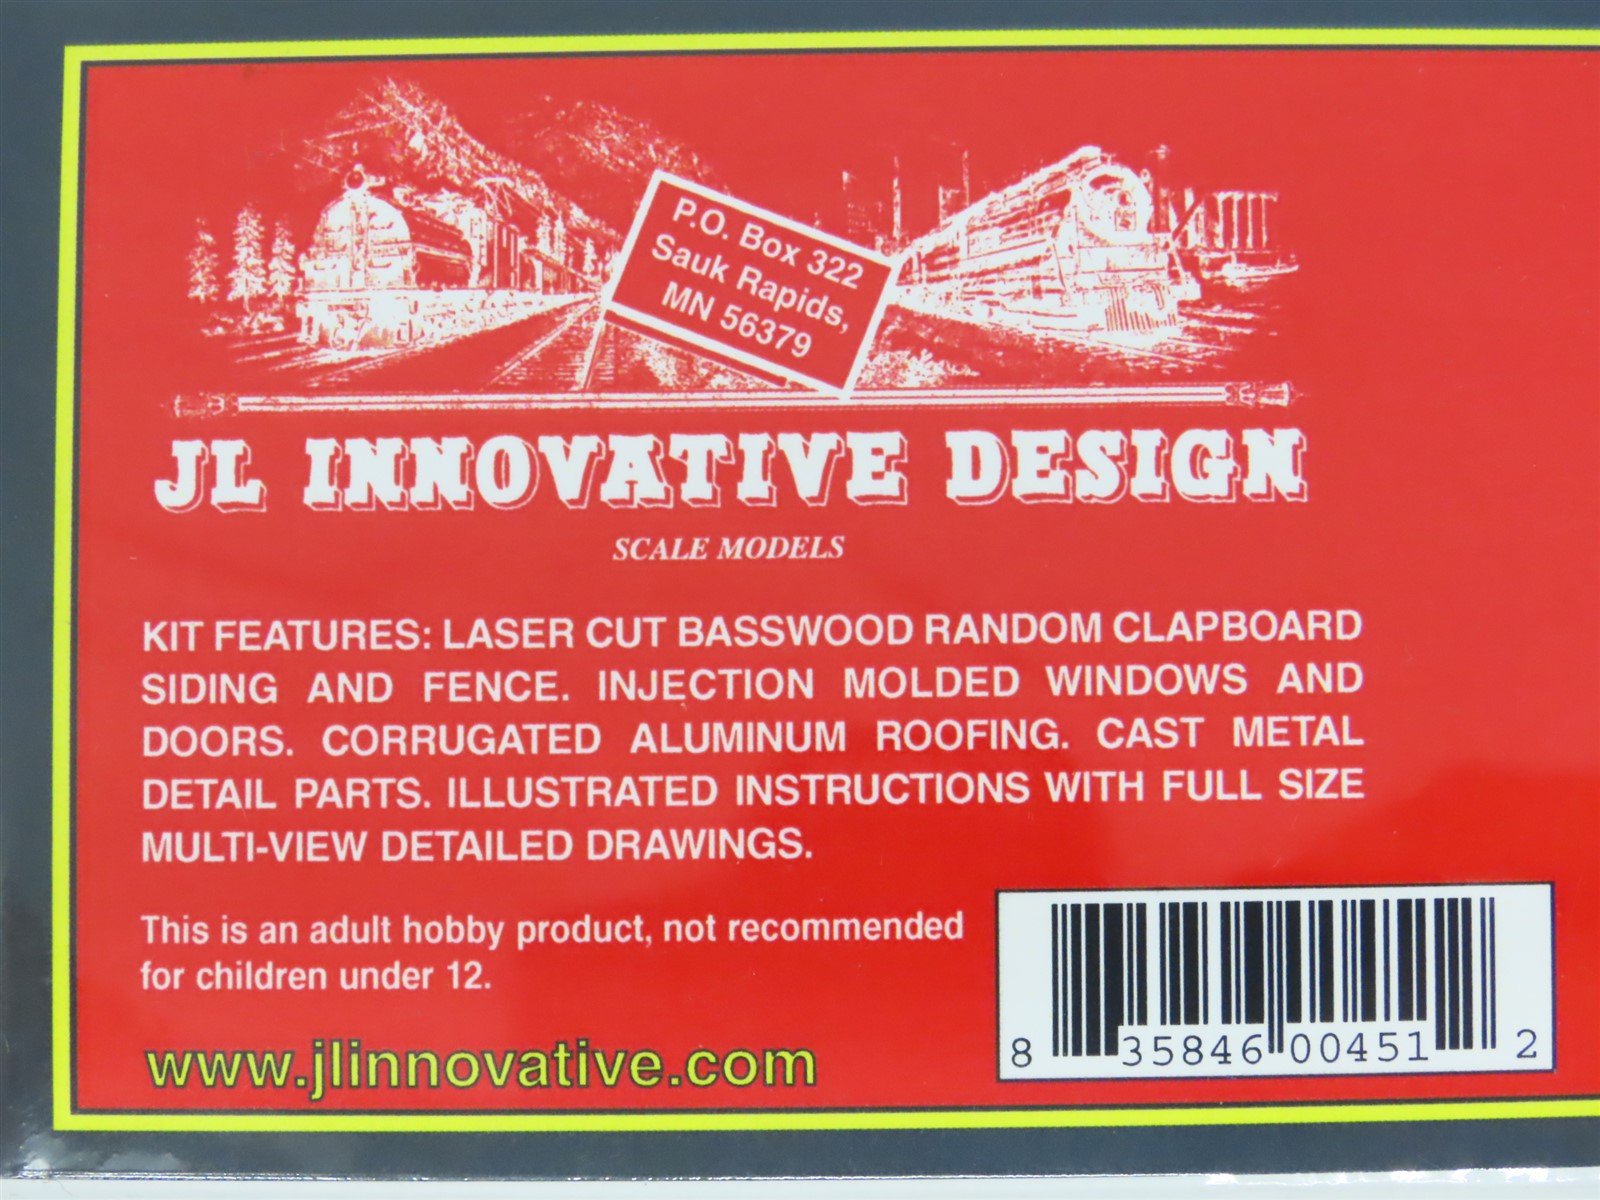 P.O. Box 322
Sauk Rapids,
MN 56379
JL INNOVATIVE DESIGN
SCALE MODELS
KIT FEATURES: LASER CUT BASSWOOD RANDOM CLAPBOARD
SIDING AND FENCE. INJECTION MOLDED WINDOWS AND
DOORS. CORRUGATED ALUMINUM ROOFING. CAST METAL
DETAIL PARTS. ILLUSTRATED INSTRUCTIONS WITH FULL SIZE
MULTI-VIEW DETAILED DRAWINGS.
This is an adult hobby product, not recommended
for children under 12.
www.jlinnovative.com
8 35846 00451 2